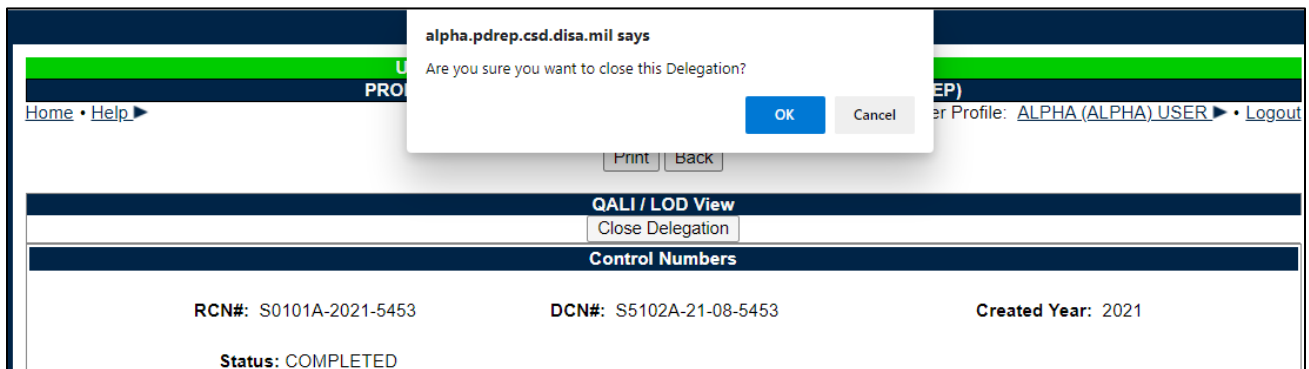 alpha.pdrep.csd.disa.mil says
Are you sure you want to close this Delegation?
OK Cancel
U
PRO EP)
Home • Help er Profile: ALPHA (ALPHA) USER • Logout
Print Back
QALI / LOD View
Close Delegation
Control Numbers
RCN#: S0101A-2021-5453 DCN#: S5102A-21-08-5453 Created Year: 2021
Status: COMPLETED